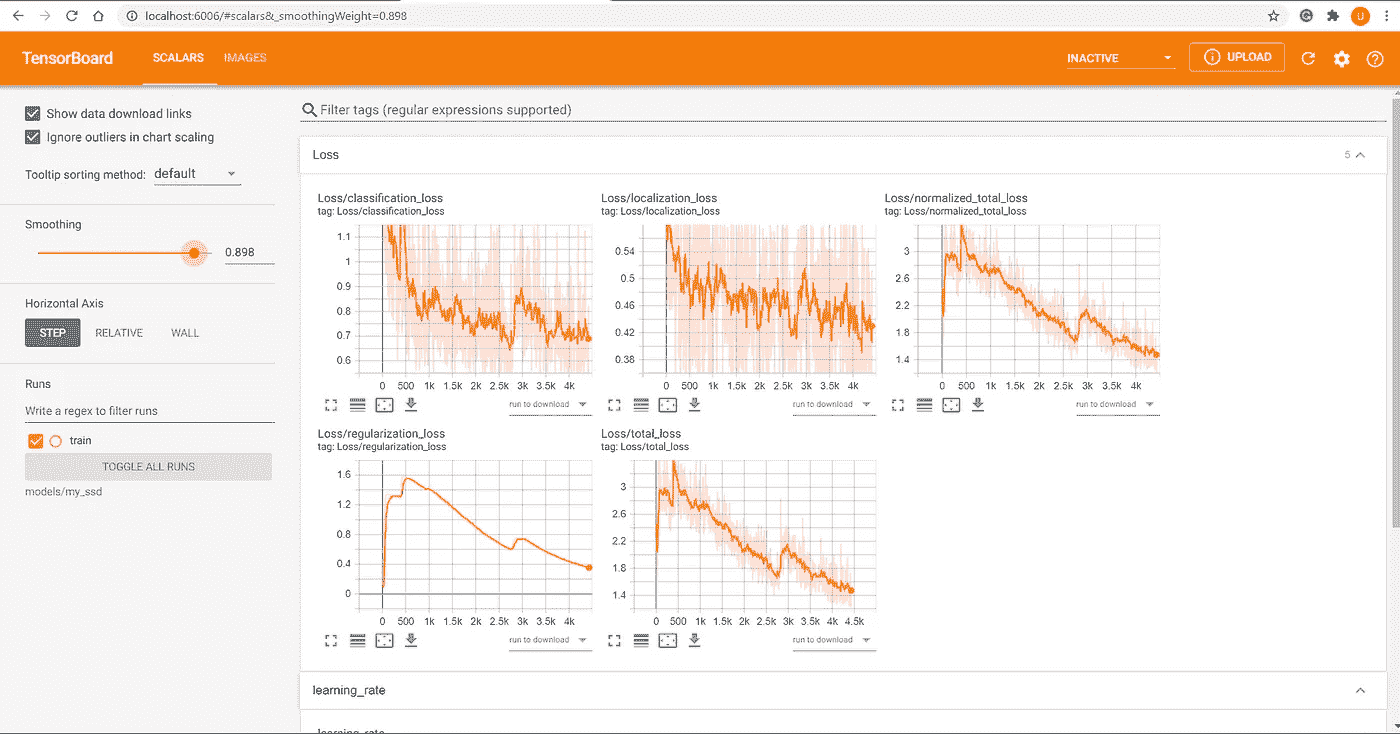 localhost:6006/#scalars&_smoothingWeight=0.898
U
TensorBoard
SCALARS
IMAGES
INACTIVE
UPLOAD
Show data download links
Ignore outliers in chart scaling
Tooltip sorting method: default
Smoothing
0.898
Horizontal Axis
STEP
RELATIVE
WALL
Runs
Write a regex to filter runs
train
TOGGLE ALL RUNS
models/my_ssd
Filter tags (regular expressions supported)
Loss
5
Loss/classification_loss
tag: Loss/classification_loss
1.1
1
0.9
0.8
0.7
0.6
0 500 1k 1.5k 2k 2.5k 3k 3.5k 4k
run to download
Loss/localization_loss
tag: Loss/localization_loss
0.54
0.5
0.46
0.42
0.38
0 500 1k 1.5k 2k 2.5k 3k 3.5k 4k
run to download
Loss/normalized_total_loss
tag: Loss/normalized_total_loss
3
2.6
2.2
1.8
1.4
0 500 1k 1.5k 2k 2.5k 3k 3.5k 4k
run to download
Loss/regularization_loss
tag: Loss/regularization_loss
1.6
1.2
0.8
0.4
0
0 500 1k 1.5k 2k 2.5k 3k 3.5k 4k
run to download
Loss/total_loss
tag: Loss/total_loss
3
2.6
2.2
1.8
1.4
0 500 1k 1.5k 2k 2.5k 3k 3.5k 4k 4.5k
run to download
learning_rate
learning_rate